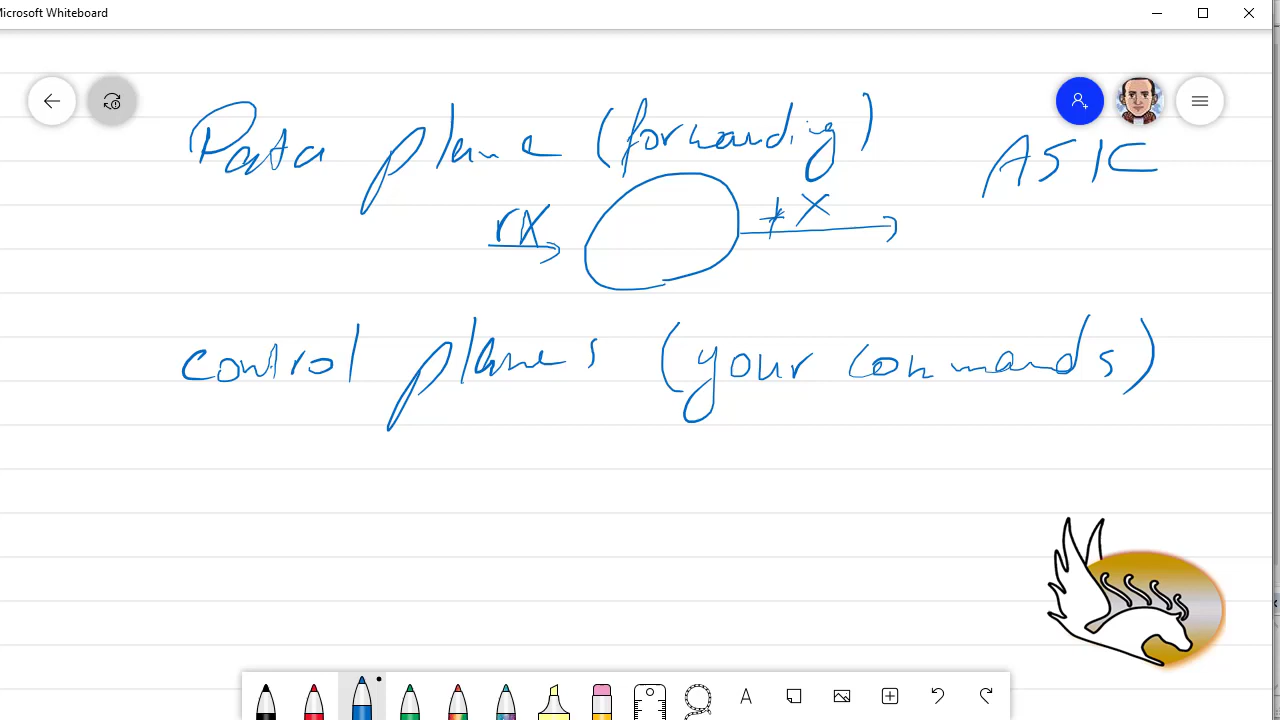 Microsoft Whiteboard
Data plane (forwarding)
ASIC
rx
tx
control planes (your commands)
A